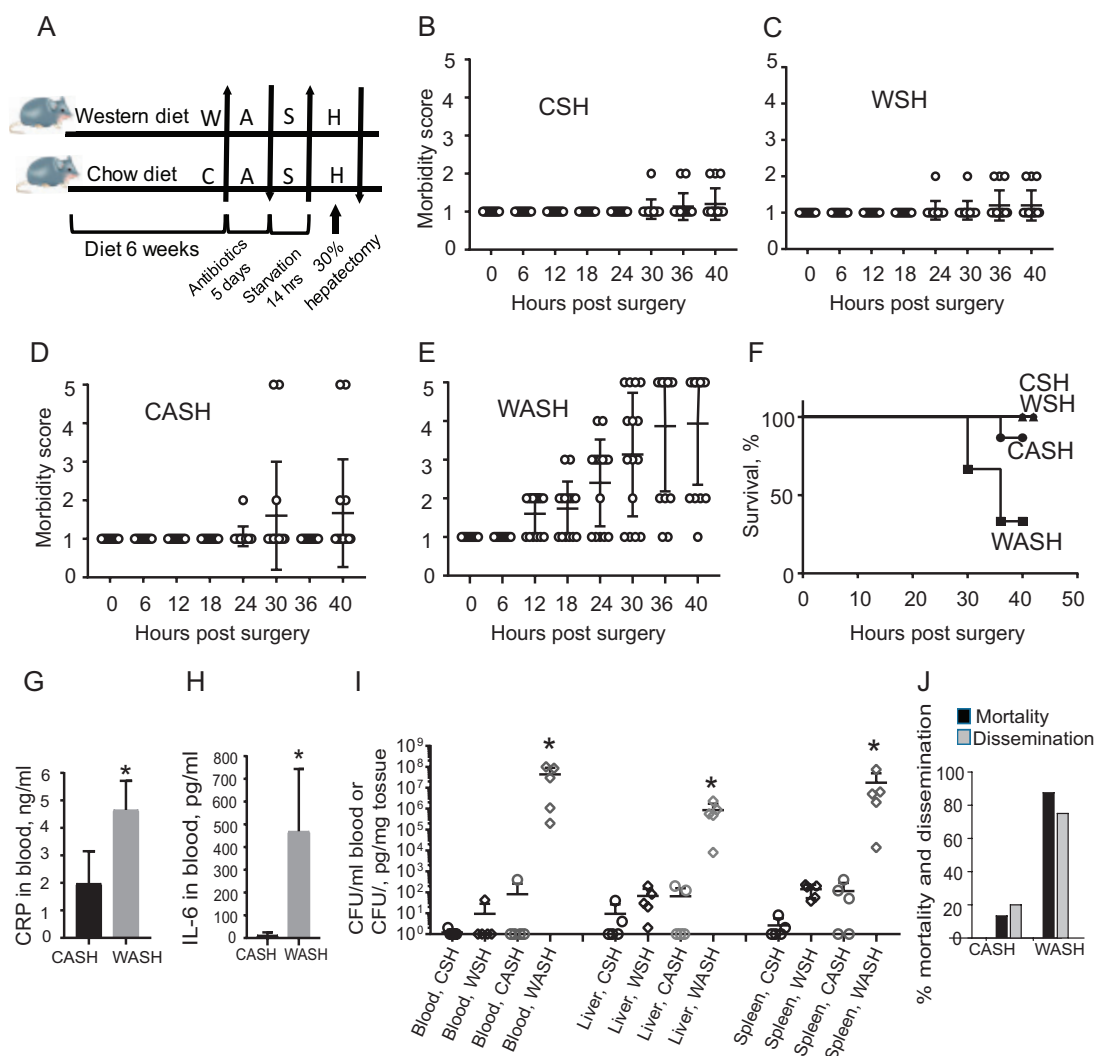 A
Western diet W A S H
Chow diet C A S H
Diet 6 weeks
Antibiotics
5 days
Starvation
14 hrs
30%
hepatectomy
B
CSH
Morbidity score
5
4
3
2
1
0
0 6 12 18 24 30 36 40
Hours post surgery
C
WSH
5
4
3
2
1
0
0 6 12 18 24 30 36 40
Hours post surgery
D
CASH
Morbidity score
5
4
3
2
1
0
0 6 12 18 24 30 36 40
Hours post surgery
E
WASH
5
4
3
2
1
0
0 6 12 18 24 30 36 40
Hours post surgery
F
CSH
WSH
CASH
WASH
Survival, %
100
50
0
0 10 20 30 40 50
Hours post surgery
G
CRP in blood, ng/ml
6
5
4
3
2
1
0
*
CASH WASH
H
IL-6 in blood, pg/ml
800
700
600
500
400
300
200
100
0
*
CASH WASH
I
CFU/ml blood or
CFU/, pg/mg tossue
10⁹
10⁸
10⁷
10⁶
10⁵
10⁴
10³
10²
10¹
10⁰
* * *
Blood, CSH
Blood, WSH
Blood, CASH
Blood, WASH
Liver, CSH
Liver, WSH
Liver, CASH
Liver, WASH
Spleen, CSH
Spleen, WSH
Spleen, CASH
Spleen, WASH
J
Mortality
Dissemination
% mortality and dissemination
100
80
60
40
20
0
CASH WASH